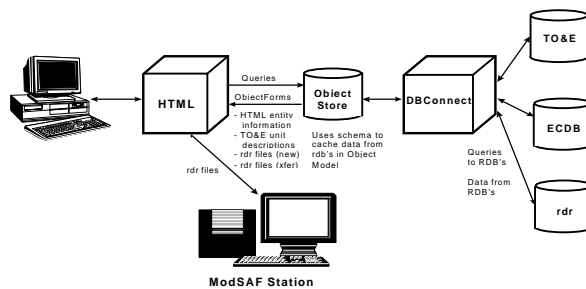 TO&E
Queries
HTML
ObjectForms
- HTML entity
information
- TO&E unit
descriptions
- rdr files (new)
- rdr files (xfer)
Object
Store
Uses schema to
cache data from
rdb's in Object
Model
DBConnect
ECDB
Queries
to RDB's
Data from
RDB's
rdr
rdr files
ModSAF Station